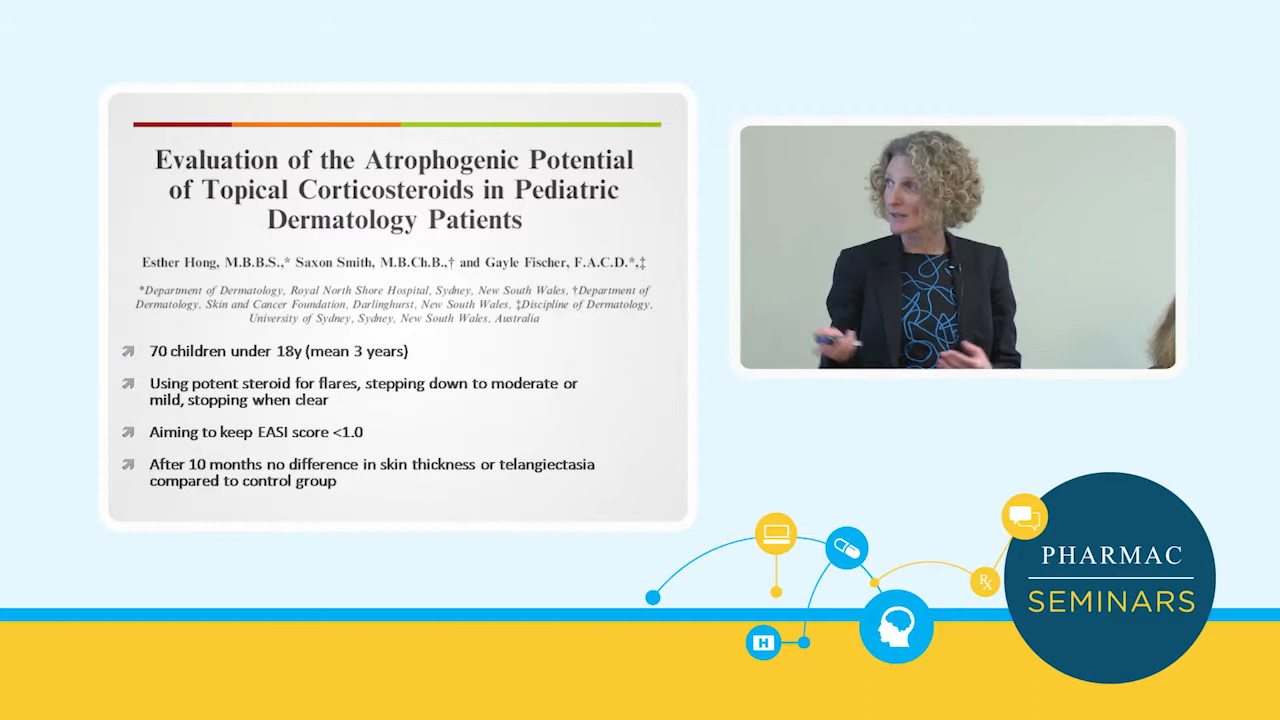 Evaluation of the Atrophogenic Potential
of Topical Corticosteroids in Pediatric
Dermatology Patients
Esther Hong, M.B.B.S.,* Saxon Smith, M.B.Ch.B.,† and Gayle Fischer, F.A.C.D.*,‡
*Department of Dermatology, Royal North Shore Hospital, Sydney, New South Wales, †Department of
Dermatology, Skin and Cancer Foundation, Darlinghurst, New South Wales, ‡Discipline of Dermatology,
University of Sydney, Sydney, New South Wales, Australia
70 children under 18y (mean 3 years)
Using potent steroid for flares, stepping down to moderate or
mild, stopping when clear
Aiming to keep EASI score <1.0
After 10 months no difference in skin thickness or telangiectasia
compared to control group
PHARMAC
SEMINARS
Rx
H